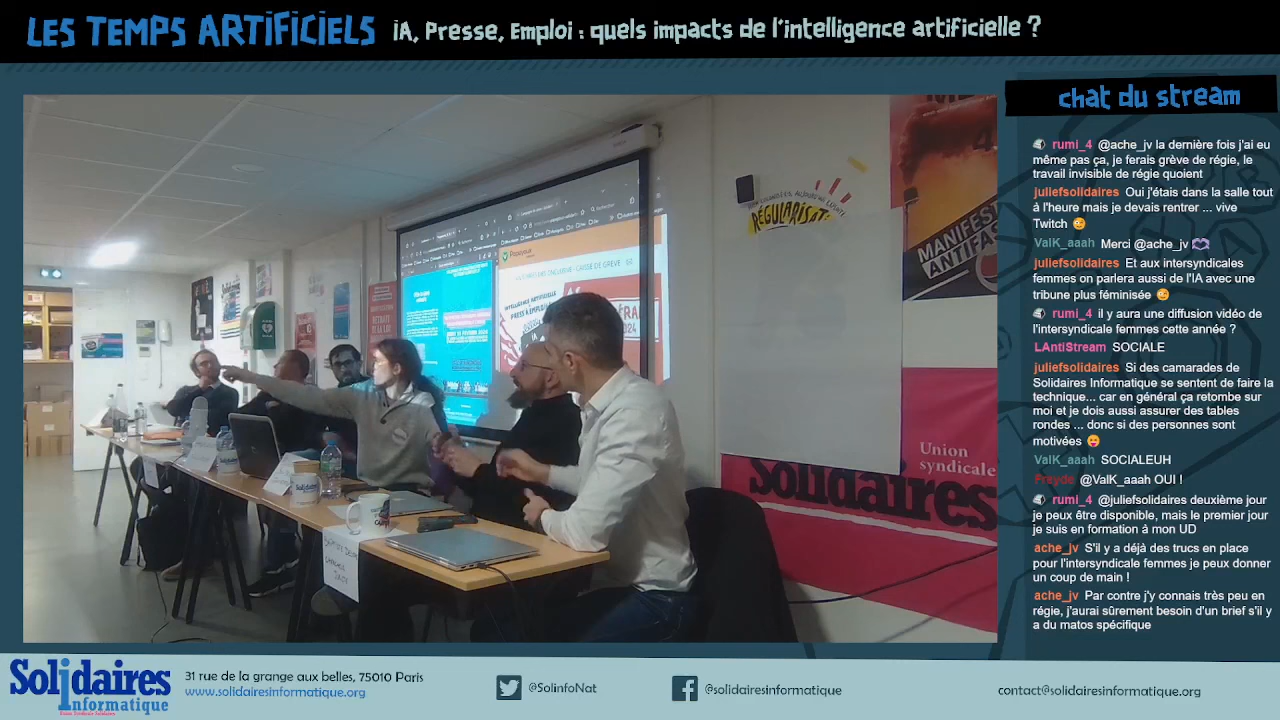 LES TEMPS ARTIFICIELS
IA, Presse, Emploi : quels impacts de l'intelligence artificielle ?
chat du stream
rumi_4 @ache_jv la dernière fois j'ai eu
même pas ça, je ferais grève de régie, le
travail invisible de régie quoient
juliefsolidaires Oui j'étais dans la salle tout
à l'heure mais je devais rentrer ... vive
Twitch
ValK_aaah Merci @ache_jv
juliefsolidaires Et aux intersyndicales
femmes on parlera aussi de l'IA avec une
tribune plus féminisée
rumi_4 il y aura une diffusion vidéo de
l'intersyndicale femmes cette année ?
LAntiStream SOCIALE
juliefsolidaires Si des camarades de
Solidaires Informatique se sentent de faire la
technique... car en général ça retombe sur
moi et je dois aussi assurer des tables
rondes ... donc si des personnes sont
motivées
ValK_aaah SOCIALEUH
Freyde @ValK_aaah OUI !
rumi_4 @juliefsolidaires deuxième jour
je peux être disponible, mais le premier jour
je suis en formation à mon UD
ache_jv S'il y a déjà des trucs en place
pour l'intersyndicale femmes je peux donner
un coup de main !
ache_jv Par contre j'y connais très peu en
régie, j'aurai sûrement besoin d'un brief s'il y
a du matos spécifique
RÉGULARISAT
MANIFEST
ANTIFAS
INTELLIGENCE ARTIFICIELLE
PRESSE EMPLOI
Union
syndicale
Solidaires
Solidaires
Informatique
31 rue de la grange aux belles, 75010 Paris
www.solidairesinformatique.org
@SolinfoNat
@solidairesinformatique
contact@solidairesinformatique.org